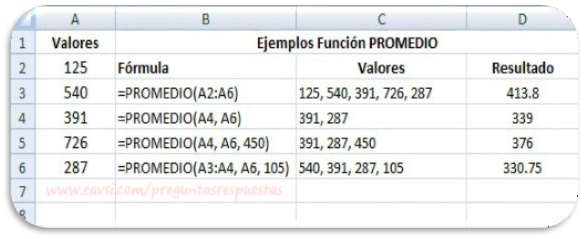 A B C D
1 Valores Ejemplos Función PROMEDIO
2 125 Fórmula Valores Resultado
3 540 =PROMEDIO(A2:A6) 125, 540, 391, 726, 287 413.8
4 391 =PROMEDIO(A4, A6) 391, 287 339
5 726 =PROMEDIO(A4, A6, 450) 391, 287, 450 376
6 287 =PROMEDIO(A3:A4, A6, 105) 540, 391, 287, 105 330.75
7 www.cavsi.com/preguntasrespuestas
8